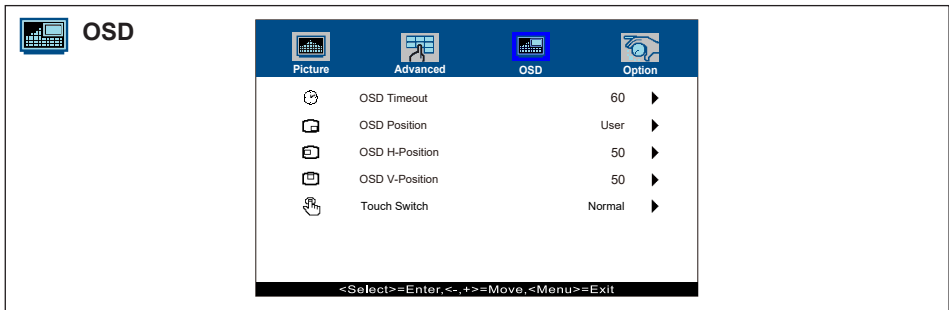 OSD
Picture Advanced OSD Option
OSD Timeout 60
OSD Position User
OSD H-Position 50
OSD V-Position 50
Touch Switch Normal
<Select>=Enter,<-,+>=Move,<Menu>=Exit